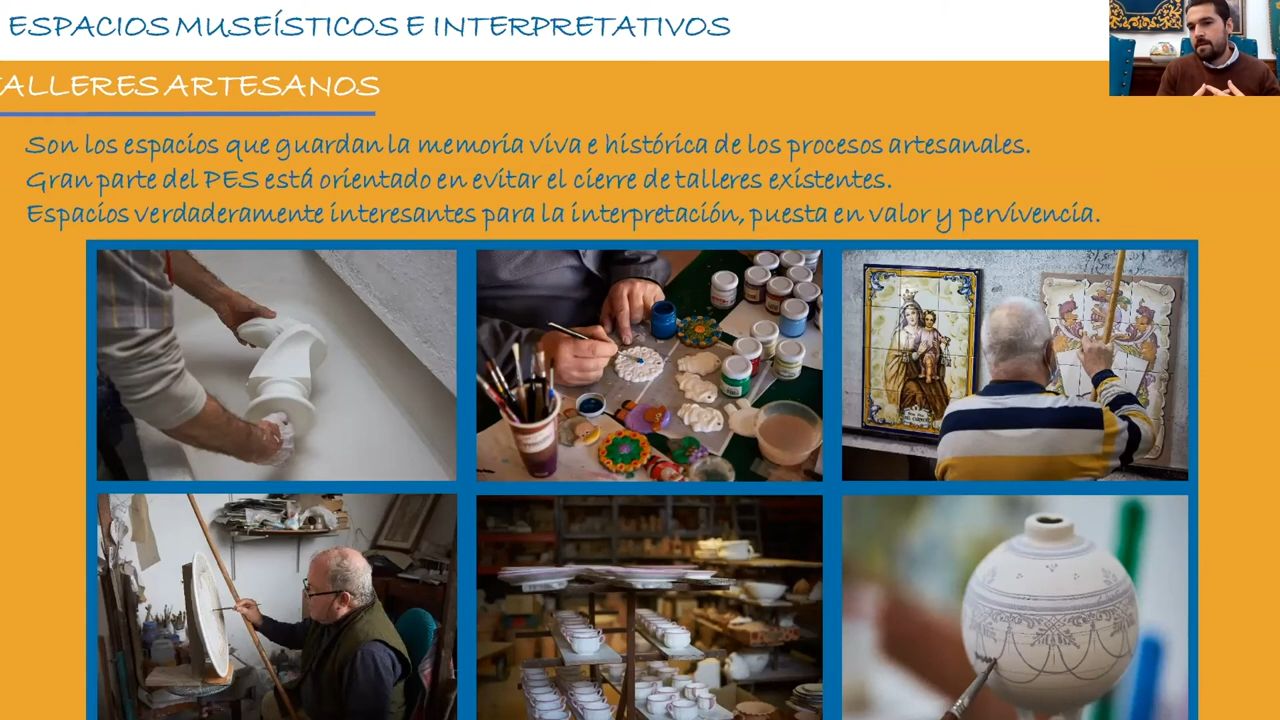 ESPACIOS MUSEÍSTICOS E INTERPRETATIVOS
TALLERES ARTESANOS
Son los espacios que guardan la memoria viva e histórica de los procesos artesanales.
Gran parte del PES está orientado en evitar el cierre de talleres existentes.
Espacios verdaderamente interesantes para la interpretación, puesta en valor y pervivencia.